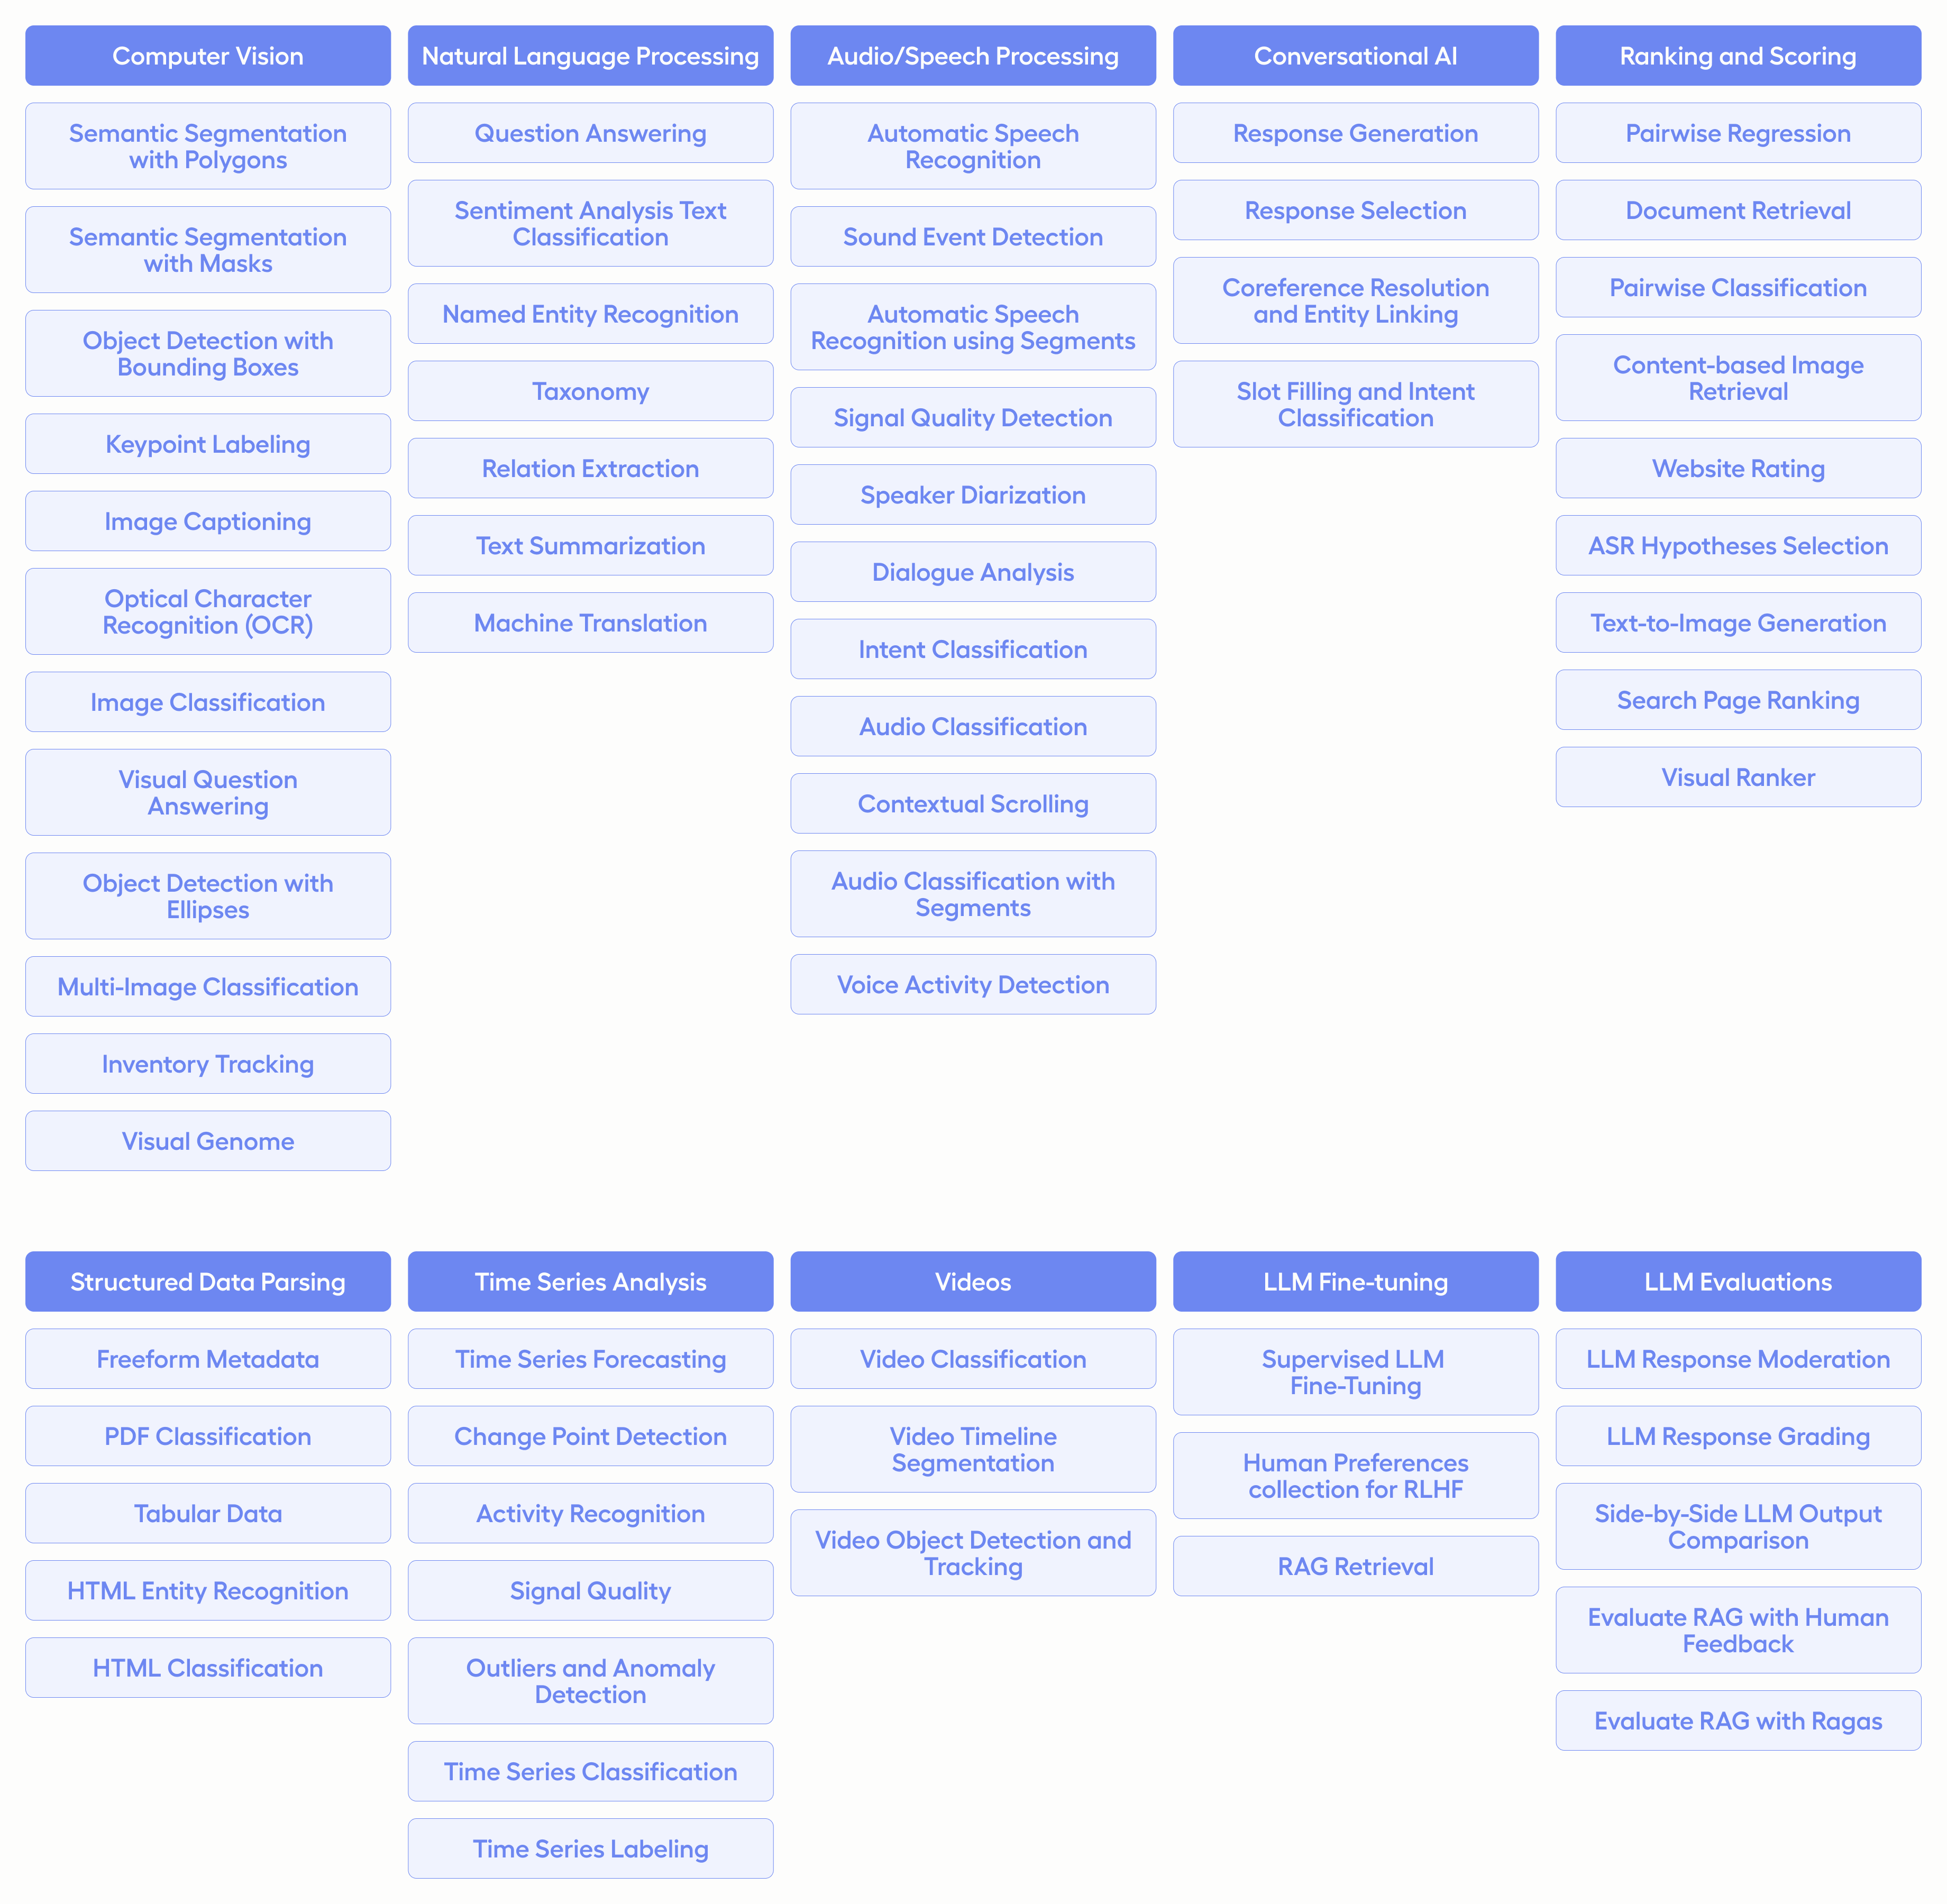 Computer Vision
Semantic Segmentation
with Polygons
Semantic Segmentation
with Masks
Object Detection with
Bounding Boxes
Keypoint Labeling
Image Captioning
Optical Character
Recognition (OCR)
Image Classification
Visual Question
Answering
Object Detection with
Ellipses
Multi-Image Classification
Inventory Tracking
Visual Genome
Natural Language Processing
Question Answering
Sentiment Analysis Text
Classification
Named Entity Recognition
Taxonomy
Relation Extraction
Text Summarization
Machine Translation
Audio/Speech Processing
Automatic Speech
Recognition
Sound Event Detection
Automatic Speech
Recognition using Segments
Signal Quality Detection
Speaker Diarization
Dialogue Analysis
Intent Classification
Audio Classification
Contextual Scrolling
Audio Classification with
Segments
Voice Activity Detection
Conversational AI
Response Generation
Response Selection
Coreference Resolution
and Entity Linking
Slot Filling and Intent
Classification
Ranking and Scoring
Pairwise Regression
Document Retrieval
Pairwise Classification
Content-based Image
Retrieval
Website Rating
ASR Hypotheses Selection
Text-to-Image Generation
Search Page Ranking
Visual Ranker
Structured Data Parsing
Freeform Metadata
PDF Classification
Tabular Data
HTML Entity Recognition
HTML Classification
Time Series Analysis
Time Series Forecasting
Change Point Detection
Activity Recognition
Signal Quality
Outliers and Anomaly
Detection
Time Series Classification
Time Series Labeling
Videos
Video Classification
Video Timeline
Segmentation
Video Object Detection and
Tracking
LLM Fine-tuning
Supervised LLM
Fine-Tuning
Human Preferences
collection for RLHF
RAG Retrieval
LLM Evaluations
LLM Response Moderation
LLM Response Grading
Side-by-Side LLM Output
Comparison
Evaluate RAG with Human
Feedback
Evaluate RAG with Ragas